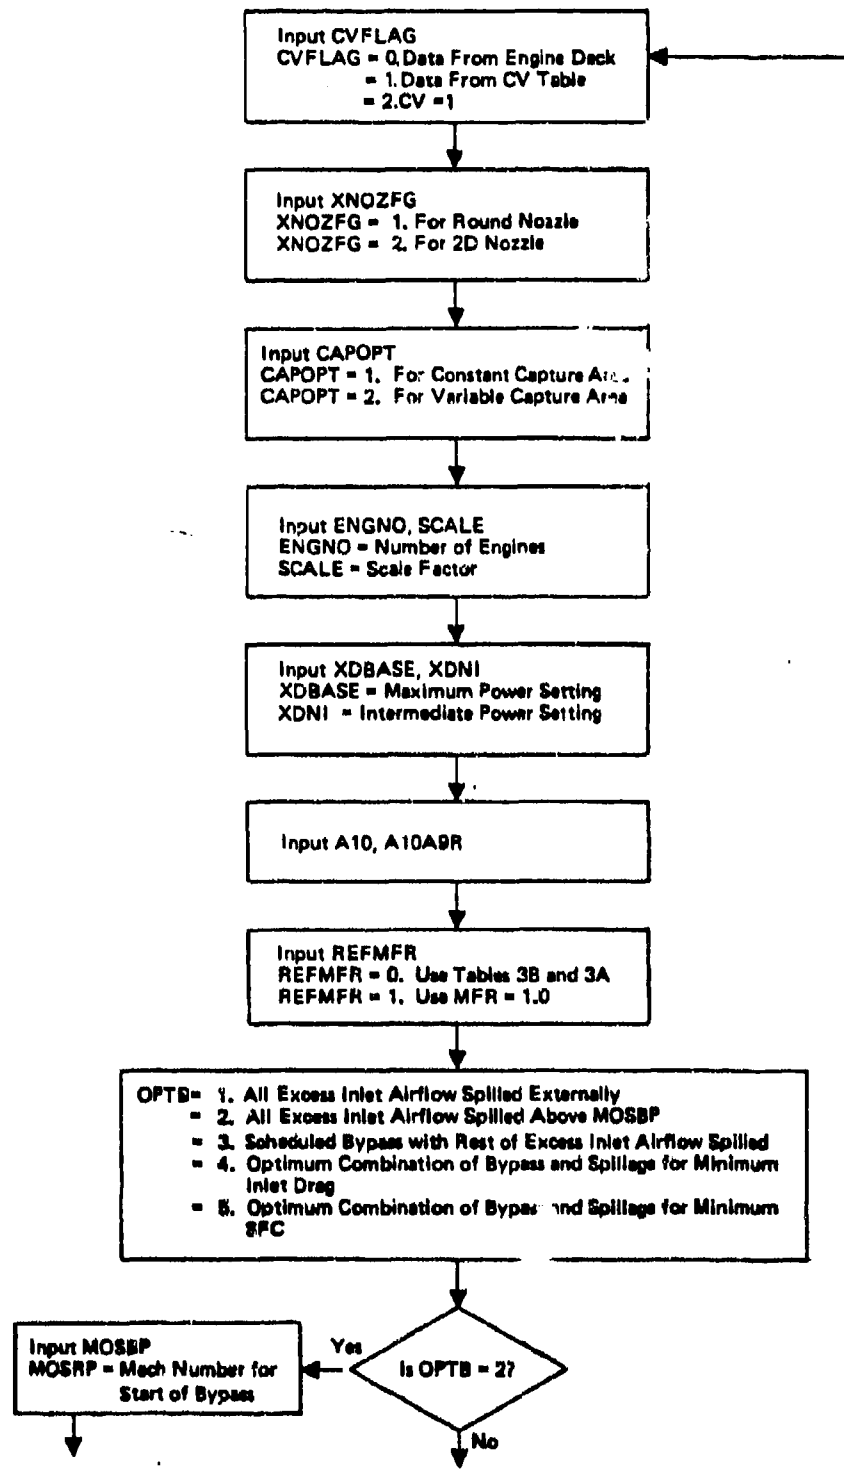 Input CVFLAG
CVFLAG = 0. Data From Engine Deck
= 1. Data From CV Table
= 2. CV = 1
Input XNOZFG
XNOZFG = 1. For Round Nozzle
XNOZFG = 2. For 2D Nozzle
Input CAPOPT
CAPOPT = 1. For Constant Capture
CAPOPT = 2. For Variable Capture Area
Input ENGNO, SCALE
ENGNO = Number of Engines
SCALE = Scale Factor
Input XDBASE, XDNI
XDBASE = Maximum Power Setting
XDNI = Intermediate Power Setting
Input A10, A10A9R
Input REFMFR
REFMFR = 0. Use Tables 3B and 3A
REFMFR = 1. Use MFR = 1.0
OPTB= 1. All Excess Inlet Airflow Spilled Externally
= 2. All Excess Inlet Airflow Spilled Above MOSBP
= 3. Scheduled Bypass with Rest of Excess Inlet Airflow Spilled
= 4. Optimum Combination of Bypass and Spillage for Minimum
Inlet Drag
= 5. Optimum Combination of Bypass and Spillage for Minimum
SFC
Is OPTB = 2?
Yes
Input MOSBP
MOSBP = Mach Number for
Start of Bypass
No